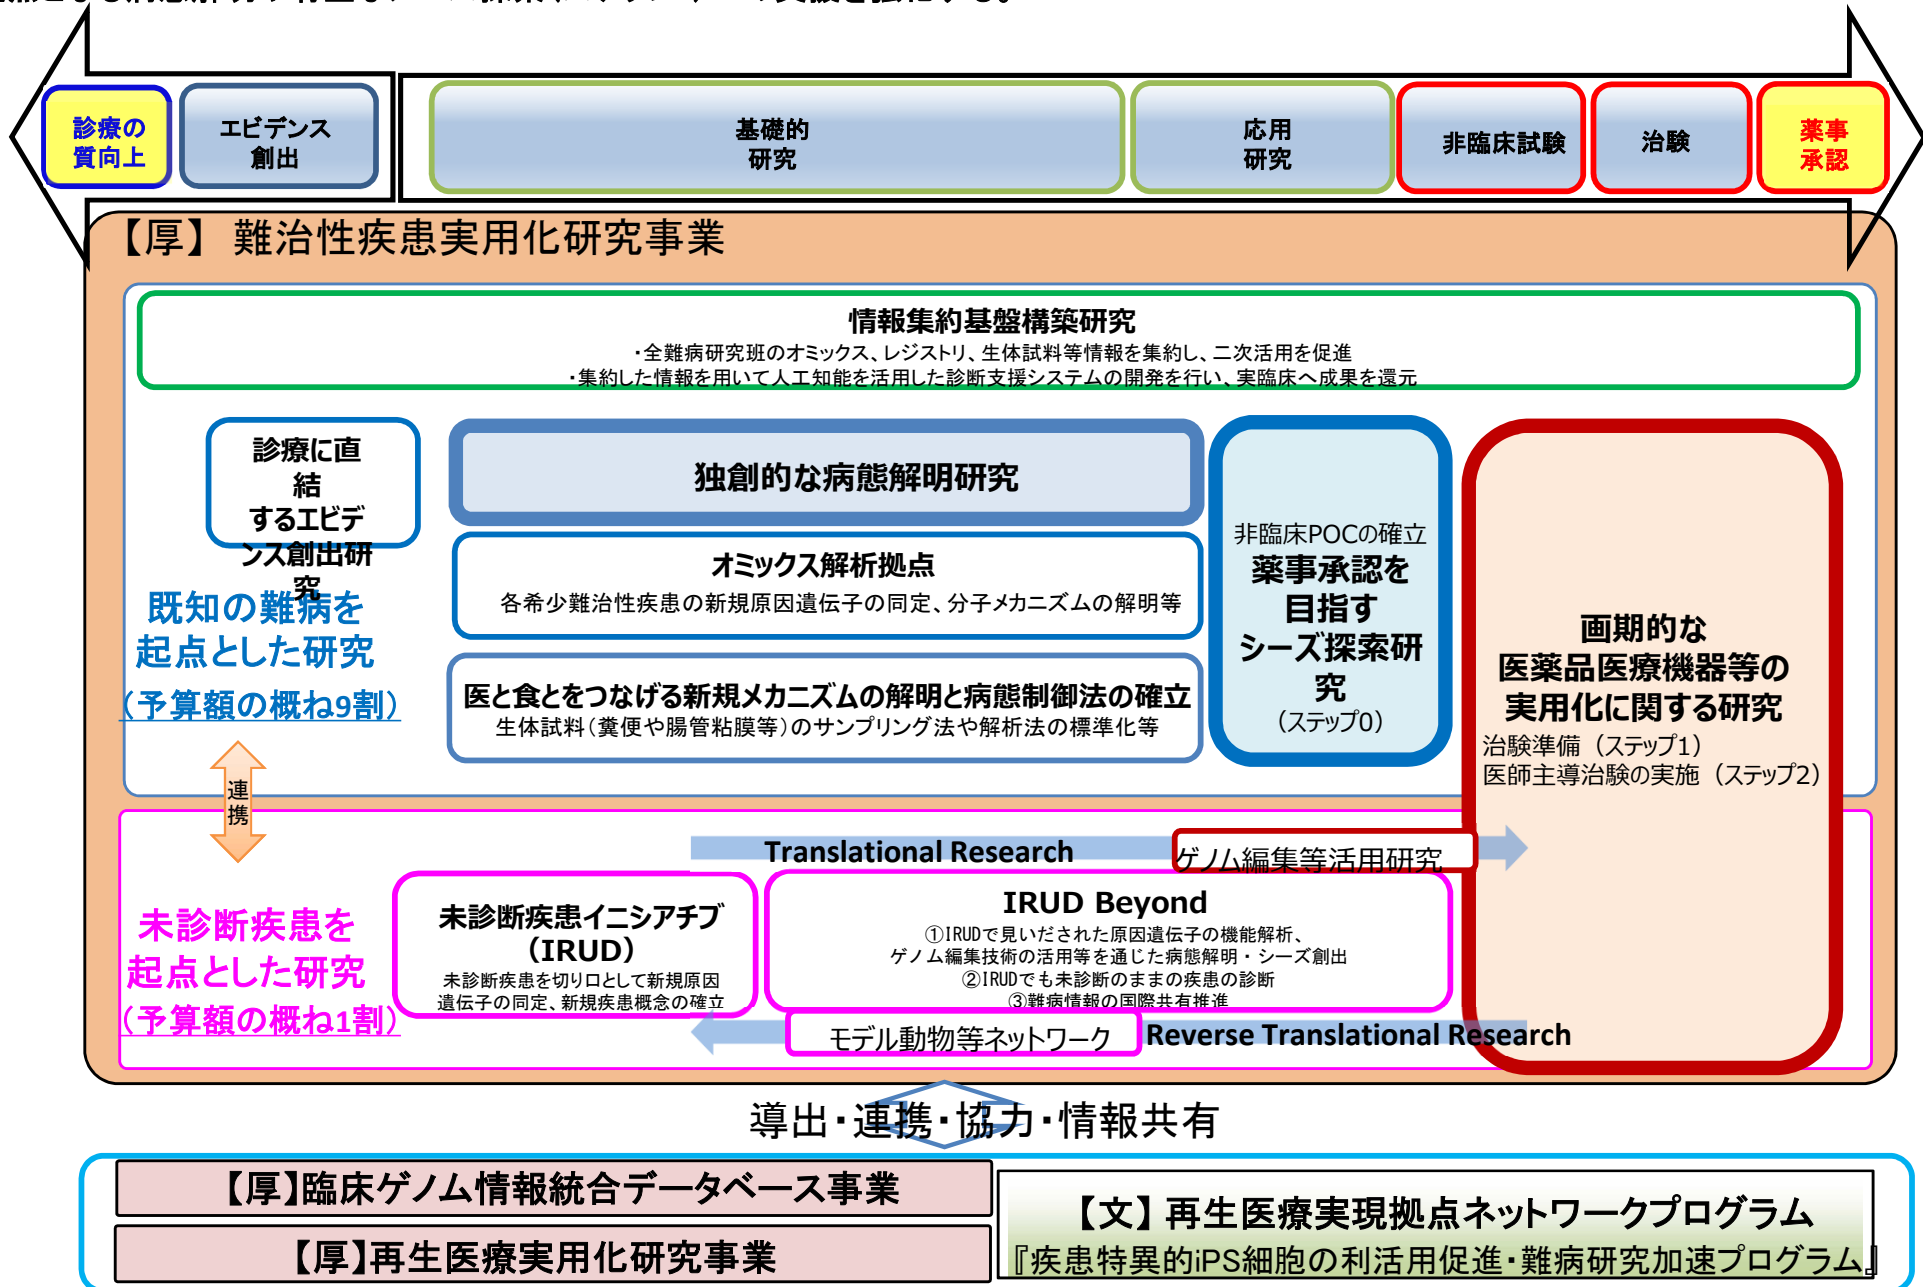 診療の
質向上
エビデンス
創出
基礎的
研究
応用
研究
非臨床試験
治験
薬事
承認
【厚】 難治性疾患実用化研究事業
情報集約基盤構築研究
・全難病研究班のオミックス、レジストリ、生体試料等情報を集約し、二次活用を促進
・集約した情報を用いて人工知能を活用した診断支援システムの開発を行い、実臨床へ成果を還元
診療に直
結
するエビデ
ンス創出研
究
既知の難病を
起点とした研究
（予算額の概ね9割）
独創的な病態解明研究
オミックス解析拠点
各希少難治性疾患の新規原因遺伝子の同定、分子メカニズムの解明等
医と食とをつなげる新規メカニズムの解明と病態制御法の確立
生体試料（糞便や腸管粘膜等）のサンプリング法や解析法の標準化等
非臨床POCの確立
薬事承認を
目指す
シーズ探索研
究
（ステップ0）
画期的な
医薬品医療機器等の
実用化に関する研究
治験準備（ステップ1）
医師主導治験の実施（ステップ2）
連
携
Translational Research
ゲノム編集等活用研究
未診断疾患を
起点とした研究
（予算額の概ね1割）
未診断疾患イニシアチブ
（IRUD）
未診断疾患を切り口として新規原因
遺伝子の同定、新規疾患概念の確立
IRUD Beyond
①IRUDで見いだされた原因遺伝子の機能解析、
ゲノム編集技術の活用等を通じた病態解明・シーズ創出
②IRUDでも未診断のままの疾患の診断
③難病情報の国際共有推進
モデル動物等ネットワーク
Reverse Translational Research
導出・連携・協力・情報共有
【厚】臨床ゲノム情報統合データベース事業
【厚】再生医療実用化研究事業
【文】再生医療実現拠点ネットワークプログラム
『疾患特異的iPS細胞の利活用促進・難病研究加速プログラム』